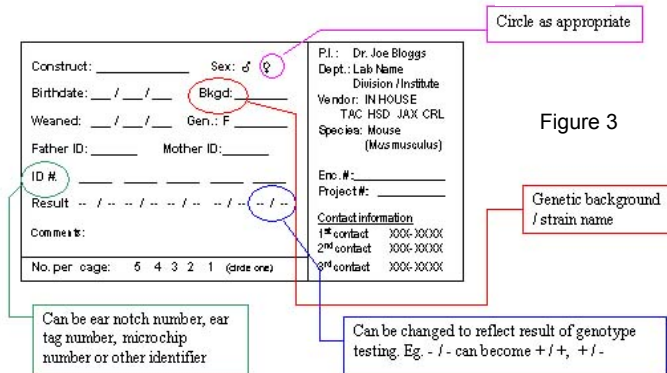 Circle as appropriate
Construct: ____________ Sex: ♂ ♀
Birthdate: __ / __ / __ Bkgd: _______
Weaned: __ / __ / __ Gen.: F _______
Father ID: ______ Mother ID: ______
ID #: ____ ____ ____ ____ ____
Result -- / -- -- / -- -- / -- -- / -- -- / --
Comments:
No. per cage: 5 4 3 2 1 (circle one)
P.I.: Dr. Joe Bloggs
Dept.: Lab Name
Division / Institute
Vendor: IN HOUSE
TAC HSD JAX CRL
Species: Mouse
(Mus musculus)
Enc. #: ____________
Project #: ____________
Contact information
1st contact XXX-XXXX
2nd contact XXX-XXXX
3rd contact XXX-XXXX
Figure 3
Genetic background
/ strain name
Can be ear notch number, ear
tag number, microchip
number or other identifier
Can be changed to reflect result of genotype
testing. Eg. - / - can become + / +, + / -